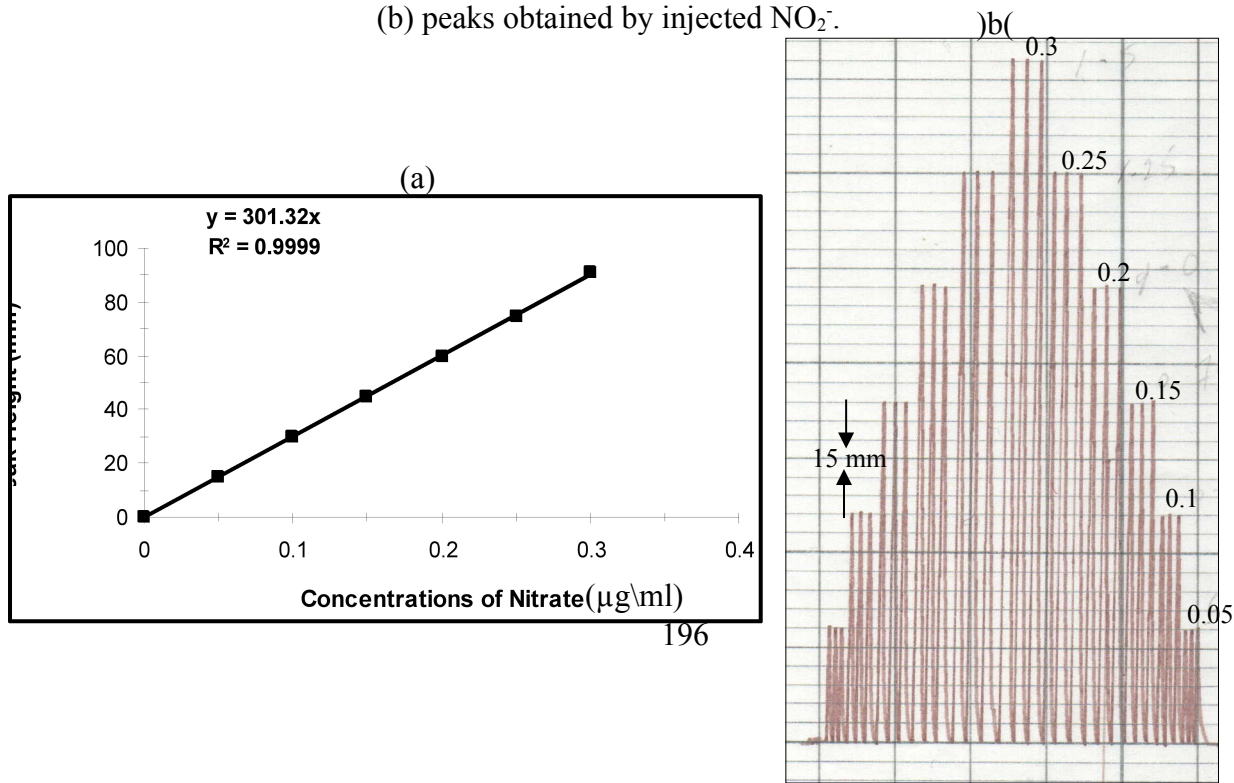 (b) peaks obtained by injected NO₂⁻.
)b(
(a)
y = 301.32x
R² = 0.9999
100
80
60
40
20
0
0
0.1
0.2
0.3
0.4
Concentrations of Nitrate(µg\ml)
196
0.3
0.25
0.2
0.15
15 mm
0.1
0.05